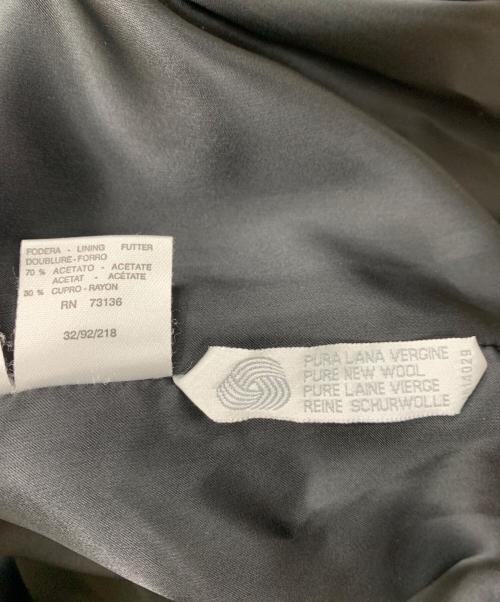 FODERA - LINING FUTTER
DOUBLURE-FORRO
70 % ACETATO - ACETATE
ACETAT - ACÉTATE
30 % CUPRO-RAYON
RN 73136
32/92/218
PURA LANA VERGINE
PURE NEW WOOL
PURE LAINE VIERGE
REINE SCHURWOLLE
14029